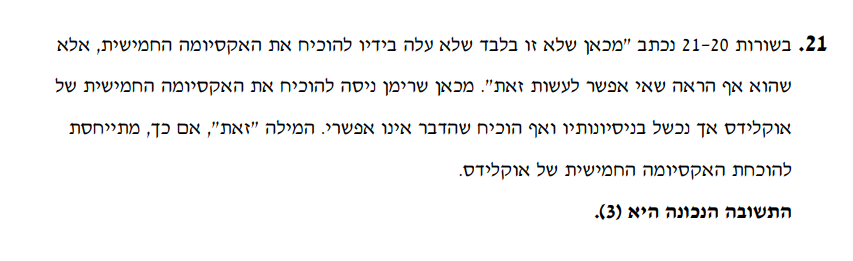 21. בשורות 20–21 נכתב "מכאן שלא זו בלבד שלא עלה בידיו להוכיח את האקסיומה החמישית, אלא
שהוא אף הראה שאי אפשר לעשות זאת". מכאן שרימן ניסה להוכיח את האקסיומה החמישית של
אוקלידס אך נכשל בניסיונותיו ואף הוכיח שהדבר אינו אפשרי. המילה "זאת", אם כך, מתייחסת
להוכחת האקסיומה החמישית של אוקלידס.
התשובה הנכונה היא (3).